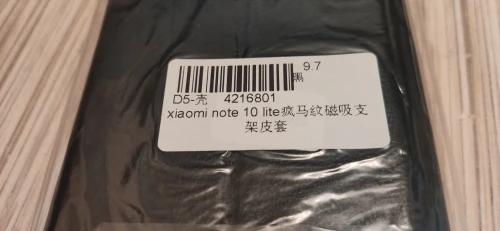 9.7
黑
D5-壳 4216801
xiaomi note 10 lite疯马纹磁吸支
架皮套